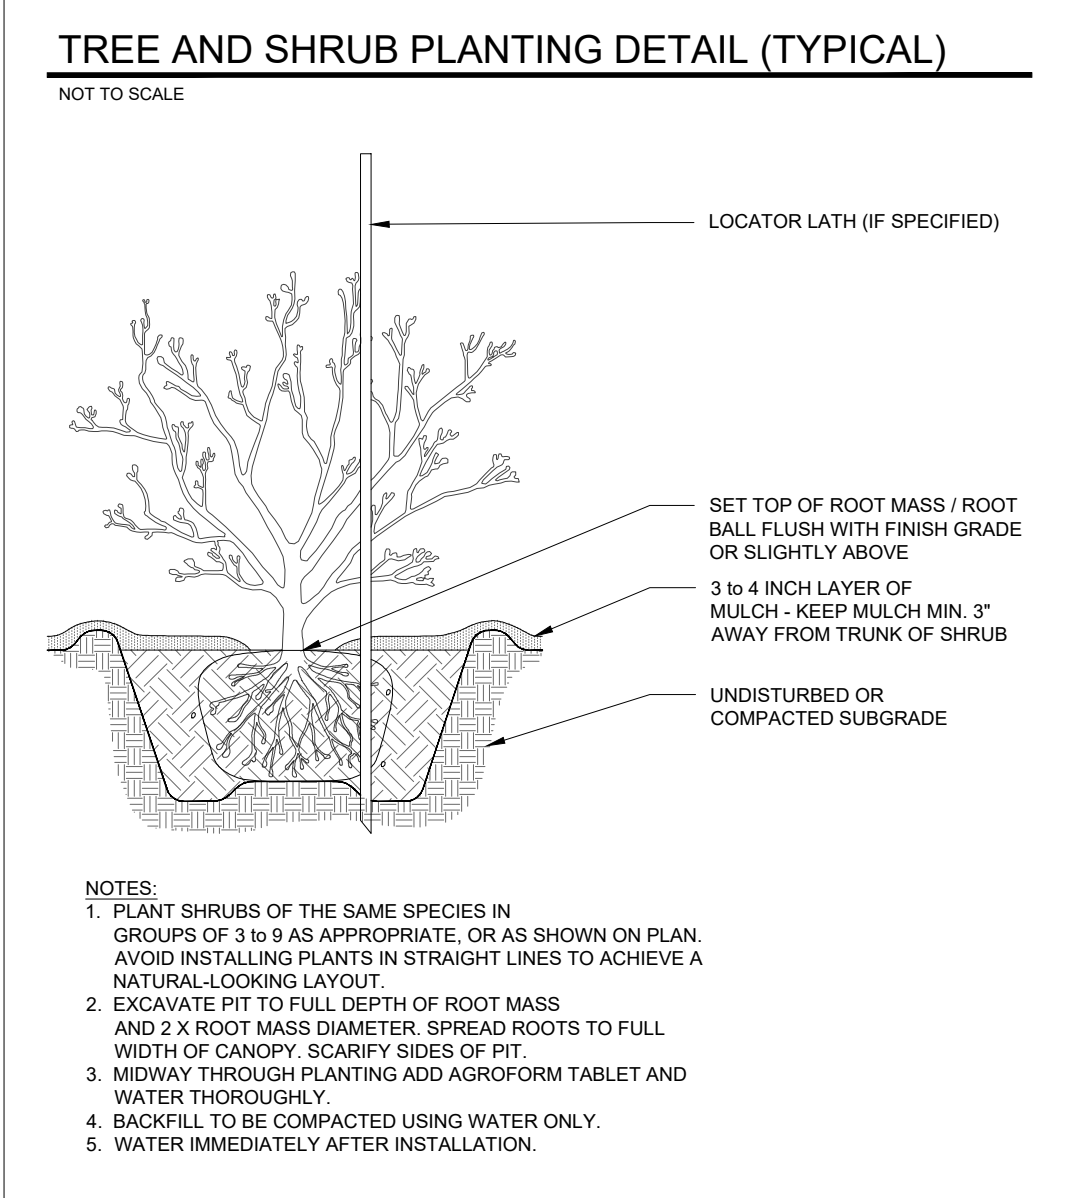 TREE AND SHRUB PLANTING DETAIL (TYPICAL)
NOT TO SCALE
LOCATOR LATH (IF SPECIFIED)
SET TOP OF ROOT MASS / ROOT
BALL FLUSH WITH FINISH GRADE
OR SLIGHTLY ABOVE
3 to 4 INCH LAYER OF
MULCH - KEEP MULCH MIN. 3"
AWAY FROM TRUNK OF SHRUB
UNDISTURBED OR
COMPACTED SUBGRADE
NOTES:
1. PLANT SHRUBS OF THE SAME SPECIES IN
GROUPS OF 3 to 9 AS APPROPRIATE, OR AS SHOWN ON PLAN.
AVOID INSTALLING PLANTS IN STRAIGHT LINES TO ACHIEVE A
NATURAL-LOOKING LAYOUT.
2. EXCAVATE PIT TO FULL DEPTH OF ROOT MASS
AND 2 X ROOT MASS DIAMETER. SPREAD ROOTS TO FULL
WIDTH OF CANOPY. SCARIFY SIDES OF PIT.
3. MIDWAY THROUGH PLANTING ADD AGROFORM TABLET AND
WATER THOROUGHLY.
4. BACKFILL TO BE COMPACTED USING WATER ONLY.
5. WATER IMMEDIATELY AFTER INSTALLATION.